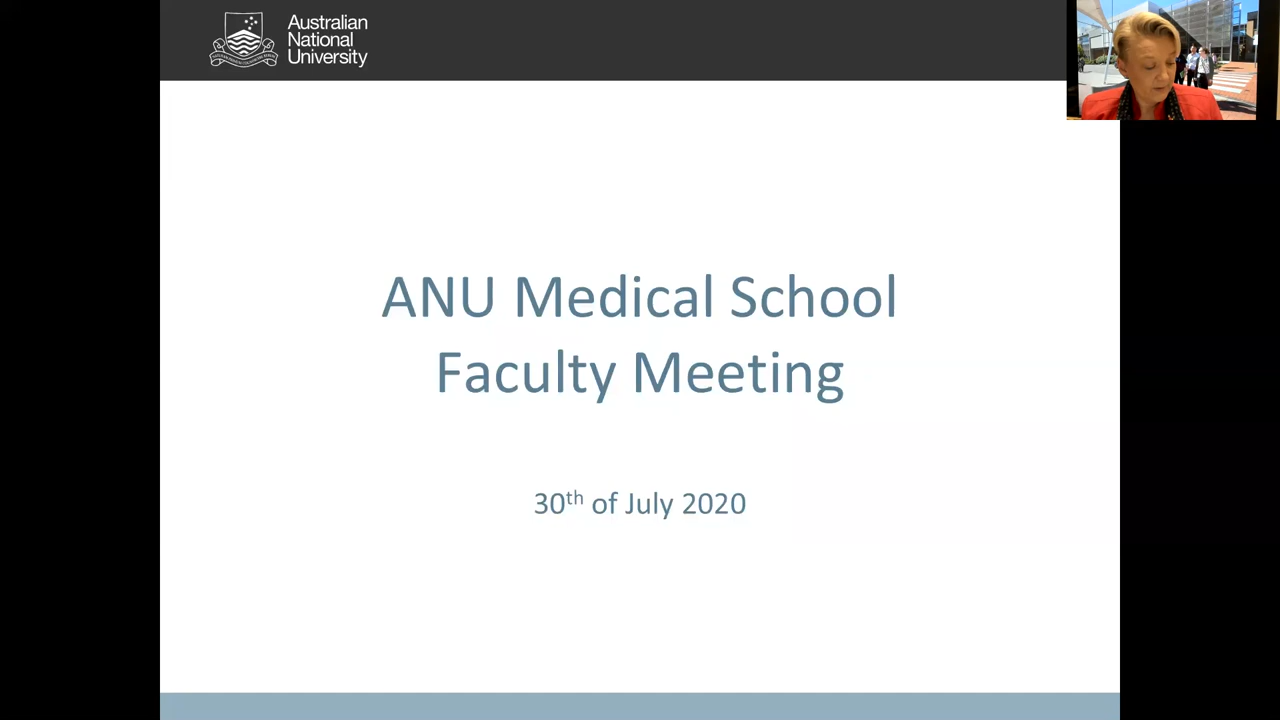 Australian
National
University
ANU Medical School
Faculty Meeting
30th of July 2020